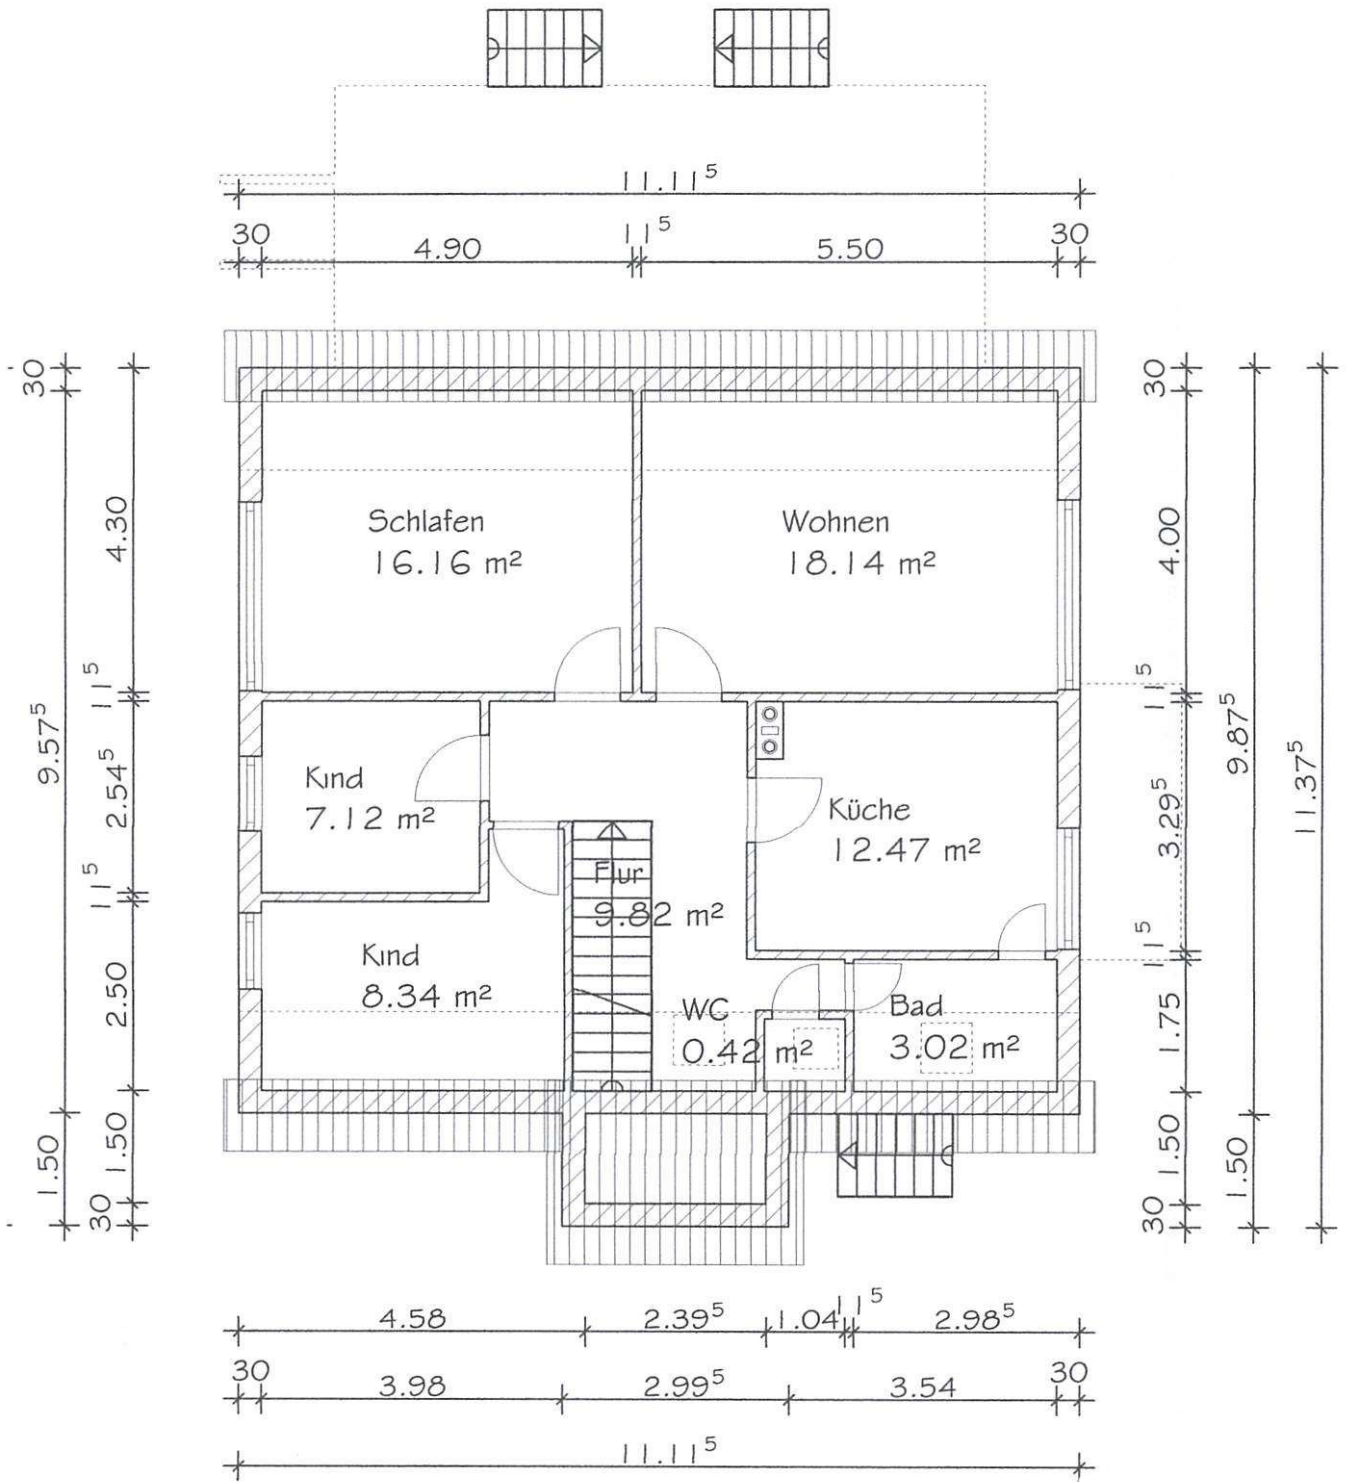 11.11⁵
30
4.90
11⁵
5.50
30
30
4.30
11⁵
9.57⁵
2.54⁵
11⁵
2.50
1.50
1.50
30
Schlafen
16.16 m²
Wohnen
18.14 m²
Kind
7.12 m²
Küche
12.47 m²
Flur
9.82 m²
Kind
8.34 m²
WC
0.42 m²
Bad
3.02 m²
30
4.00
11⁵
9.87⁵
11.37⁵
3.29⁵
11⁵
1.75
1.50
1.50
30
4.58
2.39⁵
1.04
11⁵
2.98⁵
30
3.98
2.99⁵
3.54
30
11.11⁵